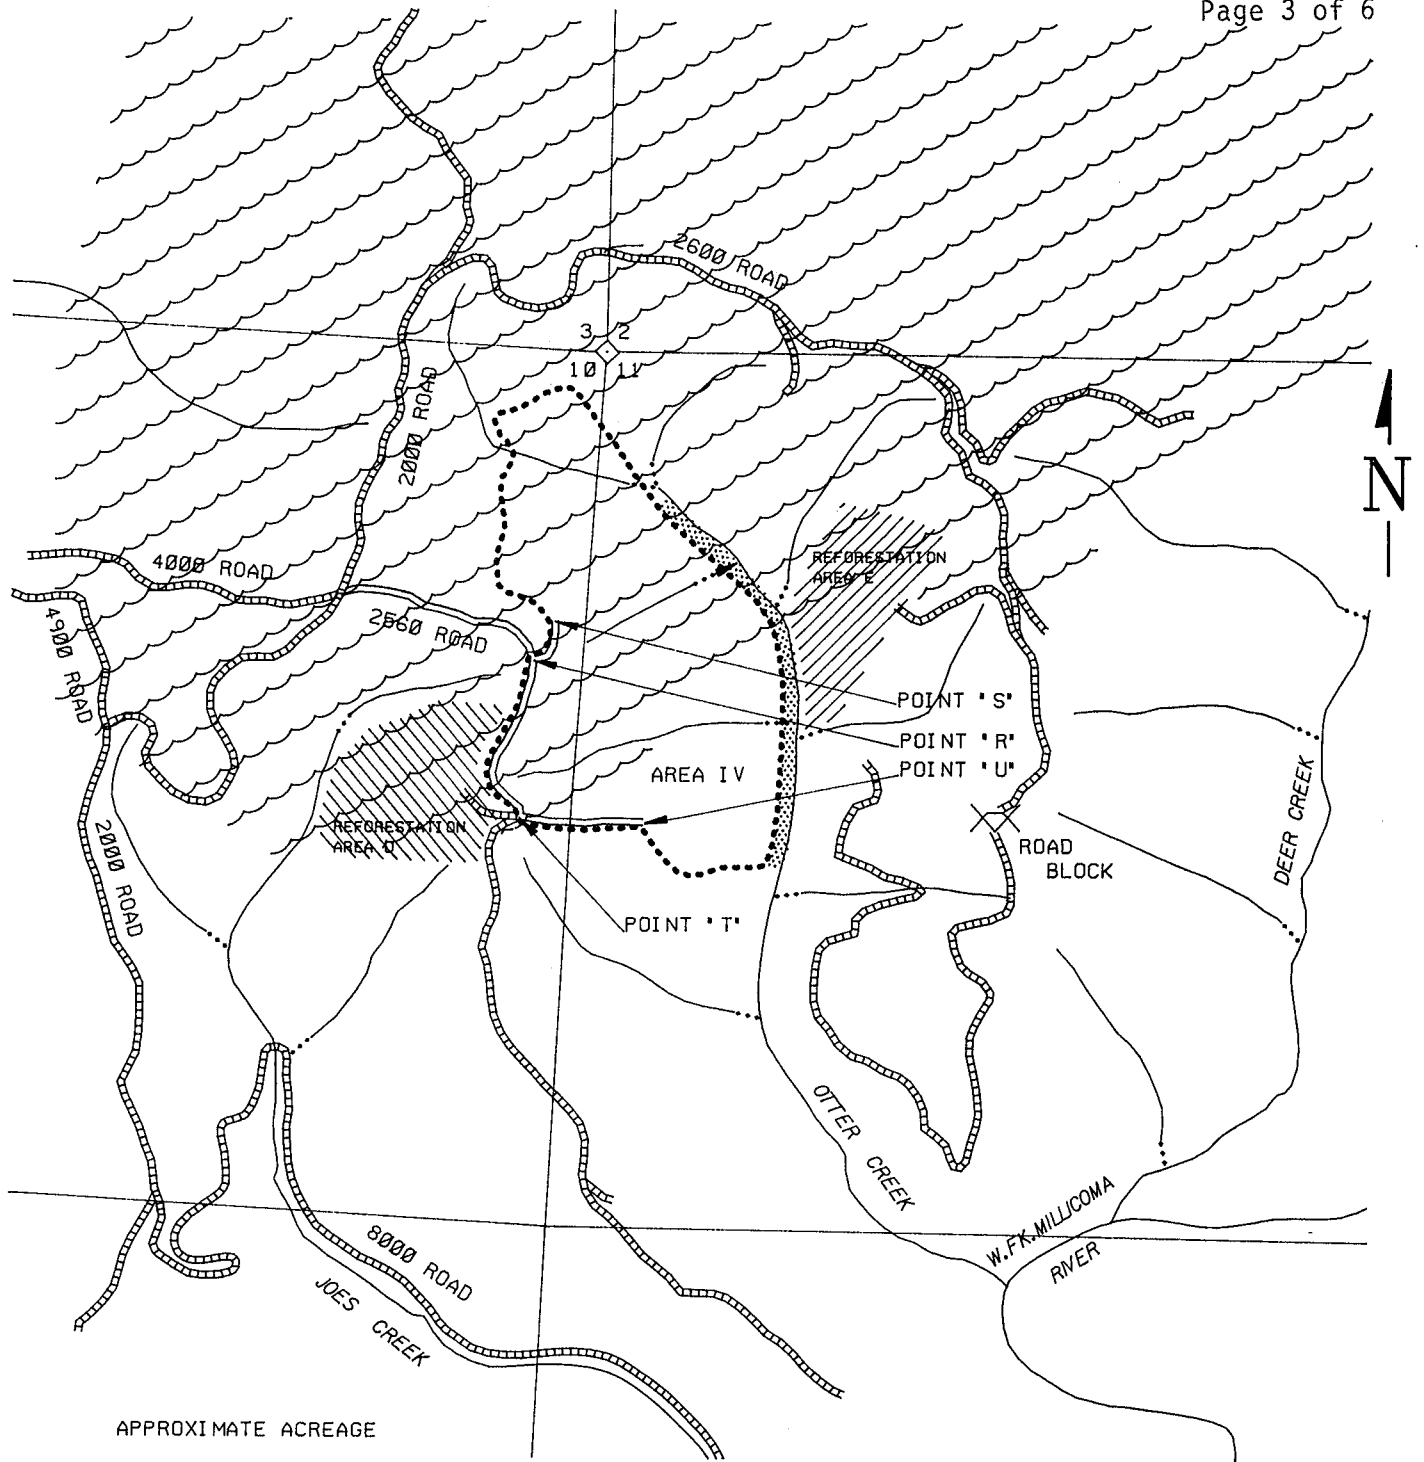 Page 3 of 6
2600 ROAD
3 2
10 11
2000 ROAD
N
4000 ROAD
REFORESTATION
AREA E
4900 ROAD
2560 ROAD
POINT "S"
POINT "R"
POINT "U"
AREA IV
REFORESTATION
AREA D
2000 ROAD
ROAD
BLOCK
DEER CREEK
POINT "T"
OTTER CREEK
W.FK.MILLICOMA
RIVER
8000 ROAD
JOES CREEK
APPROXIMATE ACREAGE